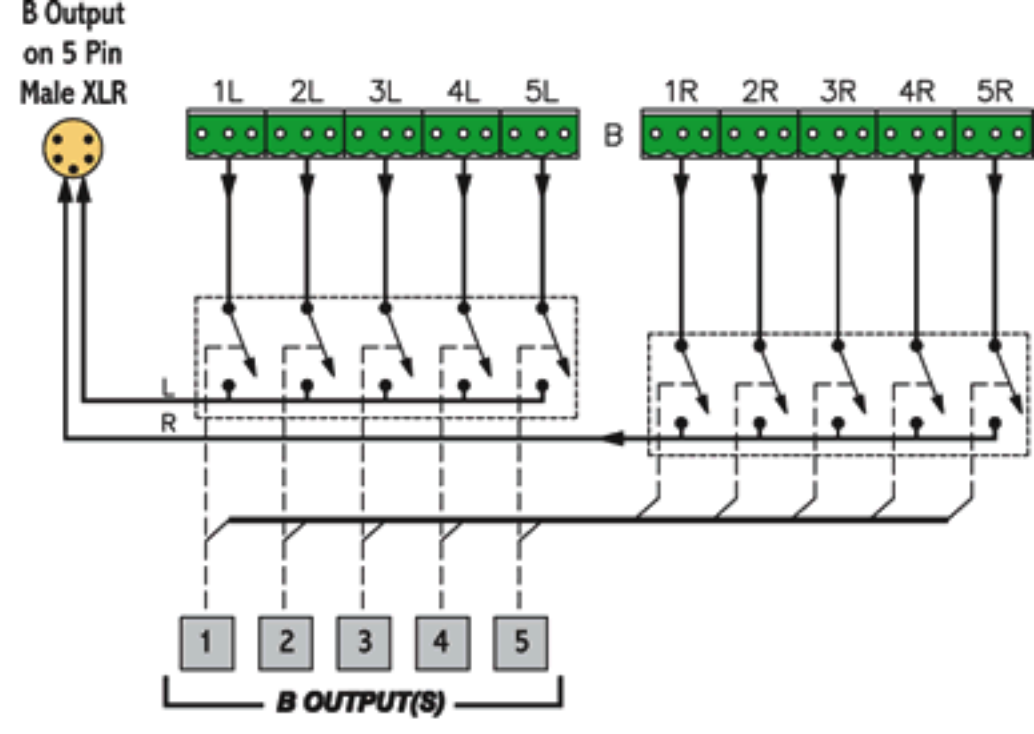 B Output
on 5 Pin
Male XLR
1L 2L 3L 4L 5L
B
1R 2R 3R 4R 5R
L
R
1 2 3 4 5
B OUTPUT(S)